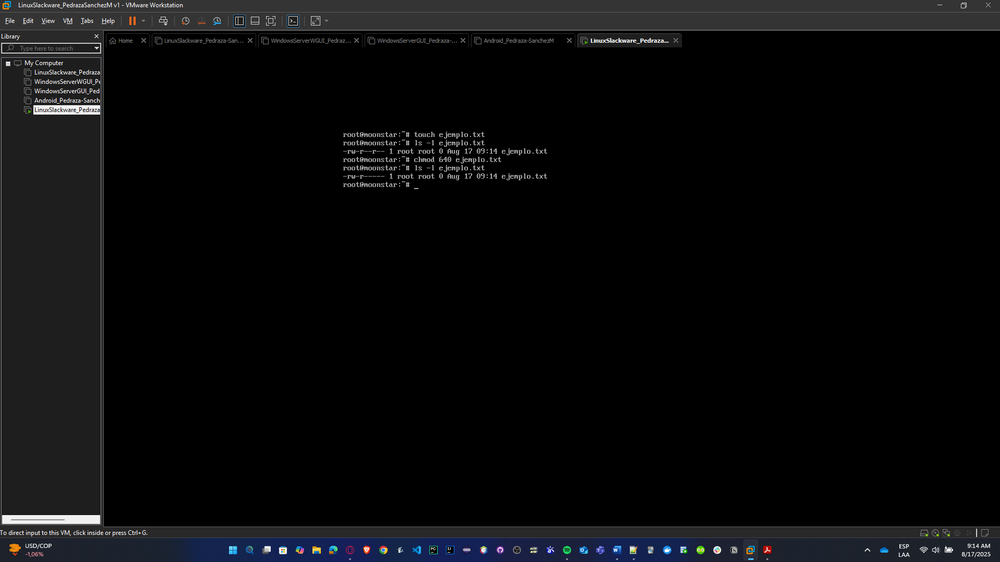 LinuxSlackware_PedrazaSanchezM v1 - VMware Workstation
File Edit View VM Tabs Help
Library
Type here to search
My Computer
LinuxSlackware_Pedraza
WindowsServerWGUI_Pe
WindowsServerGUI_Ped
Android_Pedraza-Sanch
LinuxSlackware_Pedraza
Home
LinuxSlackware_Pedraza-San...
WindowsServerWGUI_Pedraz...
WindowsServerGUI_Pedraza-...
Android_Pedraza-SanchezM
LinuxSlackware_Pedraza...
root@moonstar:~# touch ejemplo.txt
root@moonstar:~# ls -l ejemplo.txt
-rw-r--r-- 1 root root 0 Aug 17 09:14 ejemplo.txt
root@moonstar:~# chmod 640 ejemplo.txt
root@moonstar:~# ls -l ejemplo.txt
-rw-r----- 1 root root 0 Aug 17 09:14 ejemplo.txt
root@moonstar:~# _
To direct input to this VM, click inside or press Ctrl+G.
USD/COP
-1,06%
ESP
LAA
9:14 AM
8/17/2025